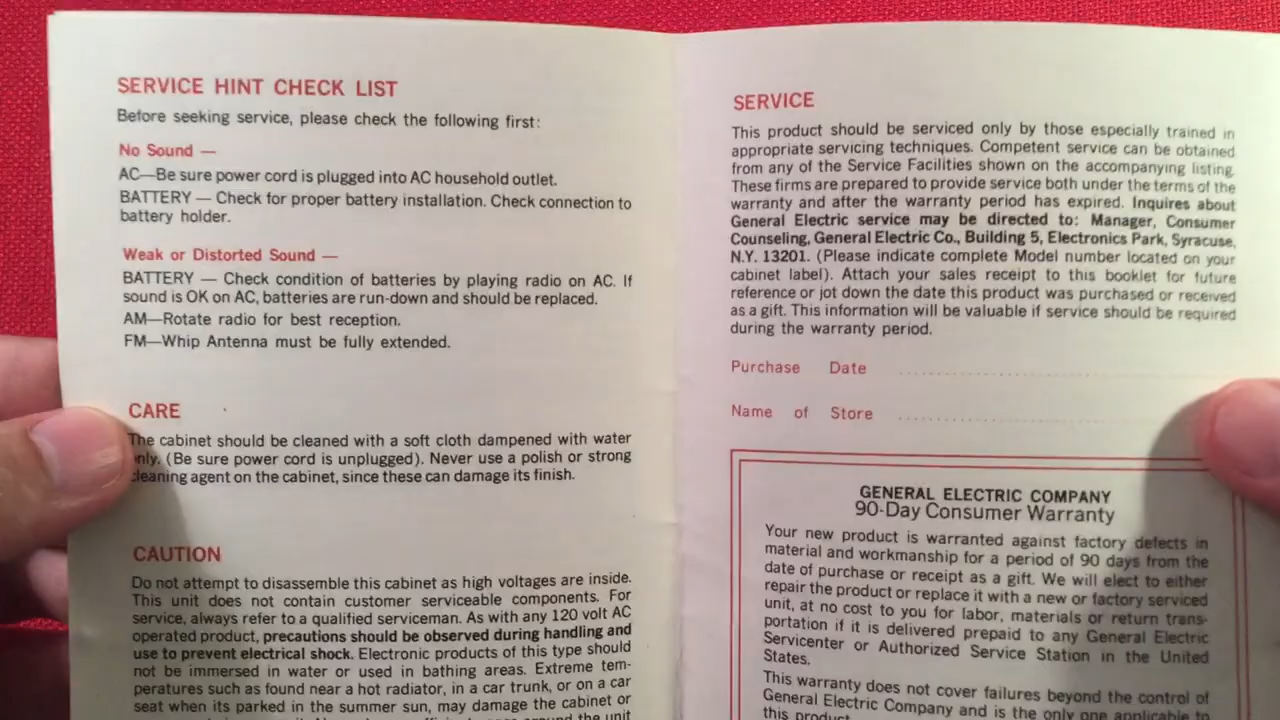 SERVICE HINT CHECK LIST
Before seeking service, please check the following first:
No Sound —
AC—Be sure power cord is plugged into AC household outlet.
BATTERY — Check for proper battery installation. Check connection to
battery holder.
Weak or Distorted Sound —
BATTERY — Check condition of batteries by playing radio on AC. If
sound is OK on AC, batteries are run-down and should be replaced.
AM—Rotate radio for best reception.
FM—Whip Antenna must be fully extended.
CARE
The cabinet should be cleaned with a soft cloth dampened with water
only. (Be sure power cord is unplugged). Never use a polish or strong
cleaning agent on the cabinet, since these can damage its finish.
CAUTION
Do not attempt to disassemble this cabinet as high voltages are inside.
This unit does not contain customer serviceable components. For
service, always refer to a qualified serviceman. As with any 120 volt AC
operated product, precautions should be observed during handling and
use to prevent electrical shock. Electronic products of this type should
not be immersed in water or used in bathing areas. Extreme tem-
peratures such as found near a hot radiator, in a car trunk, or on a car
seat when its parked in the summer sun, may damage the cabinet or
around the unit
SERVICE
This product should be serviced only by those especially trained in
appropriate servicing techniques. Competent service can be obtained
from any of the Service Facilities shown on the accompanying listing.
These firms are prepared to provide service both under the terms of the
warranty and after the warranty period has expired. Inquires about
General Electric service may be directed to: Manager, Consumer
Counseling, General Electric Co., Building 5, Electronics Park, Syracuse,
N.Y. 13201. (Please indicate complete Model number located on your
cabinet label). Attach your sales receipt to this booklet for future
reference or jot down the date this product was purchased or received
as a gift. This information will be valuable if service should be required
during the warranty period.
Purchase Date
Name of Store
GENERAL ELECTRIC COMPANY
90-Day Consumer Warranty
Your new product is warranted against factory defects in
material and workmanship for a period of 90 days from the
date of purchase or receipt as a gift. We will elect to either
repair the product or replace it with a new or factory serviced
unit, at no cost to you for labor, materials or return trans-
portation if it is delivered prepaid to any General Electric
Servicenter or Authorized Service Station in the United
States.
This warranty does not cover failures beyond the control of
General Electric Company and is the only one applicable to
this product.